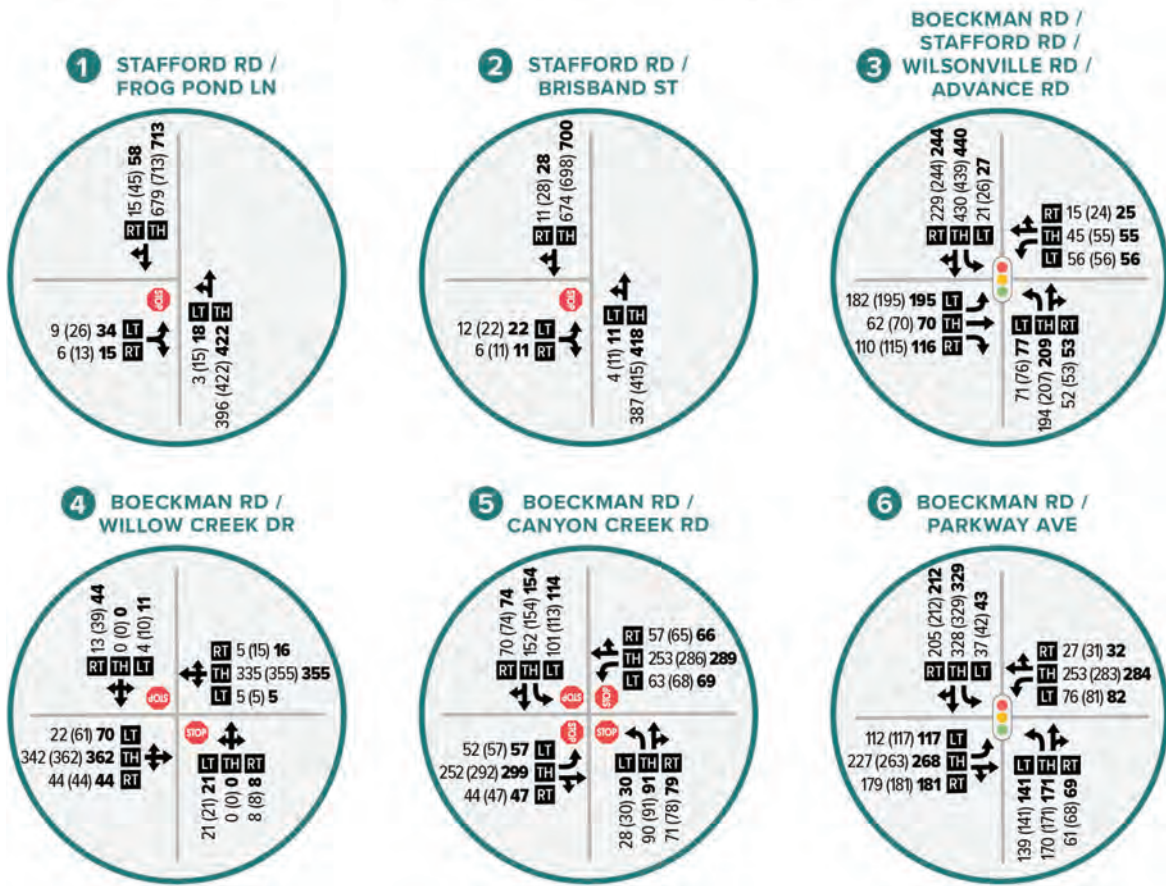 1 STAFFORD RD /
FROG POND LN
15 (45) 58
679 (713) 713
RT TH
STOP
9 (26) 34 LT
6 (13) 15 RT
LT TH
3 (15) 18
396 (422) 422
2 STAFFORD RD /
BRISBAND ST
11 (28) 28
674 (698) 700
RT TH
STOP
12 (22) 22 LT
6 (11) 11 RT
LT TH
4 (11) 11
387 (415) 418
3 BOECKMAN RD /
STAFFORD RD /
WILSONVILLE RD /
ADVANCE RD
229 (244) 244
430 (439) 440
21 (26) 27
RT TH LT
RT 15 (24) 25
TH 45 (55) 55
LT 56 (56) 56
182 (195) 195 LT
62 (70) 70 TH
110 (115) 116 RT
LT TH RT
71 (76) 77
194 (207) 209
52 (53) 53
4 BOECKMAN RD /
WILLOW CREEK DR
13 (39) 44
0 (0) 0
4 (10) 11
RT TH LT
STOP
RT 5 (15) 16
TH 335 (355) 355
LT 5 (5) 5
22 (61) 70 LT
342 (362) 362 TH
44 (44) 44 RT
STOP
LT TH RT
21 (21) 21
0 (0) 0
8 (8) 8
5 BOECKMAN RD /
CANYON CREEK RD
70 (74) 74
152 (154) 154
101 (113) 114
RT TH LT
STOP STOP
RT 57 (65) 66
TH 253 (286) 289
LT 63 (68) 69
STOP STOP
52 (57) 57 LT
252 (292) 299 TH
44 (47) 47 RT
LT TH RT
28 (30) 30
90 (91) 91
71 (78) 79
6 BOECKMAN RD /
PARKWAY AVE
205 (212) 212
328 (329) 329
37 (42) 43
RT TH LT
RT 27 (31) 32
TH 253 (283) 284
LT 76 (81) 82
112 (117) 117 LT
227 (263) 268 TH
179 (181) 181 RT
LT TH RT
139 (141) 141
170 (171) 171
61 (68) 69